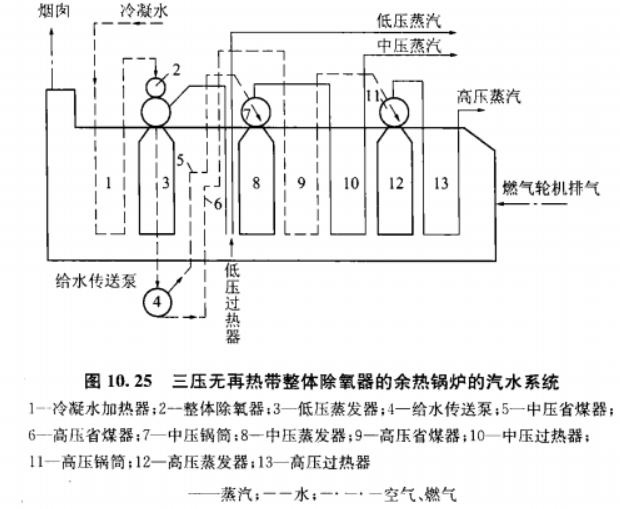 烟囱
冷凝水
低压蒸汽
中压蒸汽
高压蒸汽
2
7
11
5
1
3
6
8
9
10
12
13
燃气轮机排气
给水传送泵
4
低压过热器
图 10.25 三压无再热带整体除氧器的余热锅炉的汽水系统
1—冷凝水加热器;2—整体除氧器;3—低压蒸发器;4—给水传送泵;5—中压省煤器;
6—高压省煤器;7—中压锅筒;8—中压蒸发器;9—高压省煤器;10—中压过热器;
11—高压锅筒;12—高压蒸发器;13—高压过热器
——蒸汽;——水;—·—·—空气、燃气